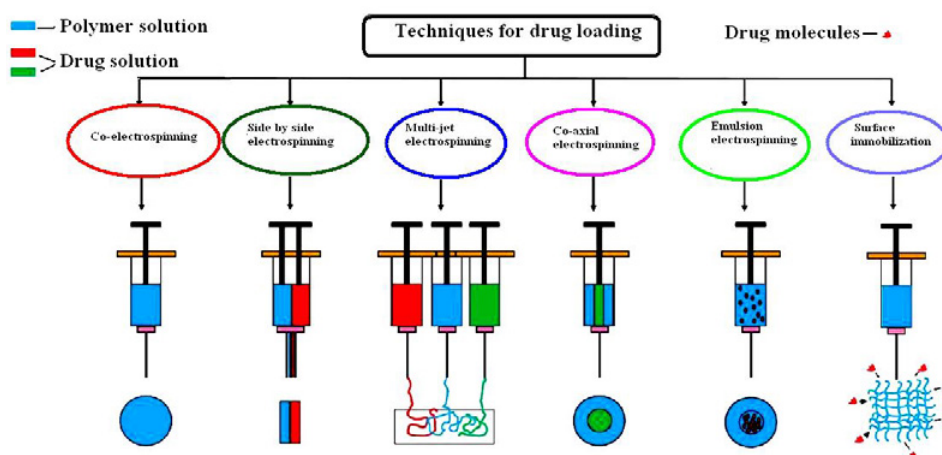 Polymer solution
Drug solution
Techniques for drug loading
Drug molecules
Co-electrospinning
Side by side
electrospinning
Multi-jet
electrospinning
Co-axial
electrospinning
Emulsion
electrospinning
Surface
immobilization